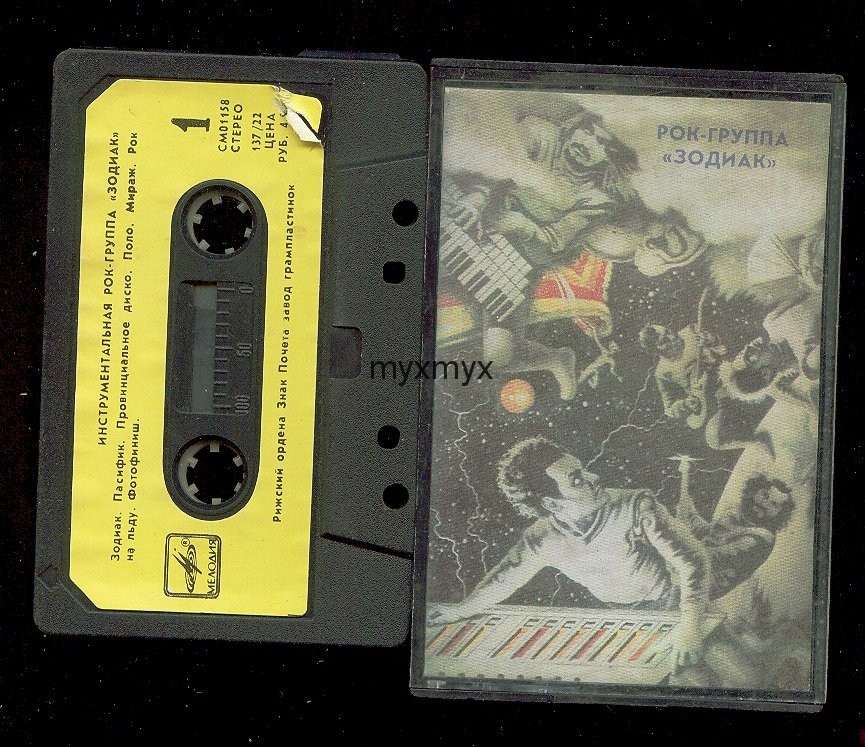 ИНСТРУМЕНТАЛЬНАЯ РОК-ГРУППА «ЗОДИАК»
Зодиак. Пасифик. Провинциальное диско. Поло. Мираж. Рок
на льду. Фотофиниш.
1
СМ01158
СТЕРЕО
137/22
ЦЕНА
РУБ. 4
0
50
100
Рижский ордена Знак Почета завод грампластинок
® МЕЛОДИЯ
myxmyx
РОК-ГРУППА
«ЗОДИАК»